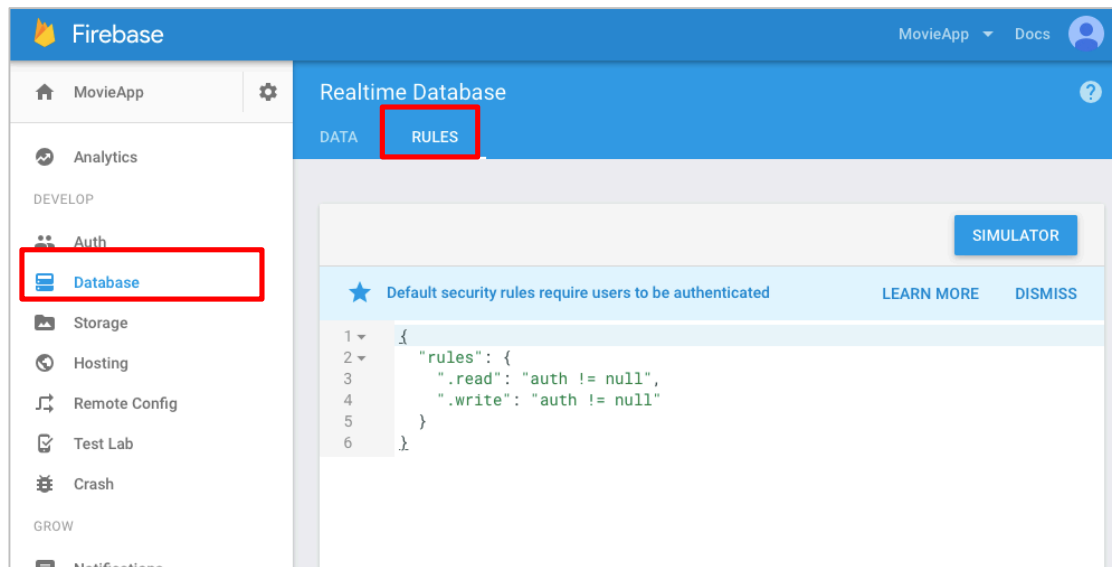 Firebase
MovieApp
Docs
MovieApp
Realtime Database
DATA
RULES
Analytics
DEVELOP
Auth
Database
Storage
Hosting
Remote Config
Test Lab
Crash
GROW
Notifications
SIMULATOR
Default security rules require users to be authenticated
LEARN MORE
DISMISS
1 {
2 "rules": {
3 ".read": "auth != null",
4 ".write": "auth != null"
5 }
6 }